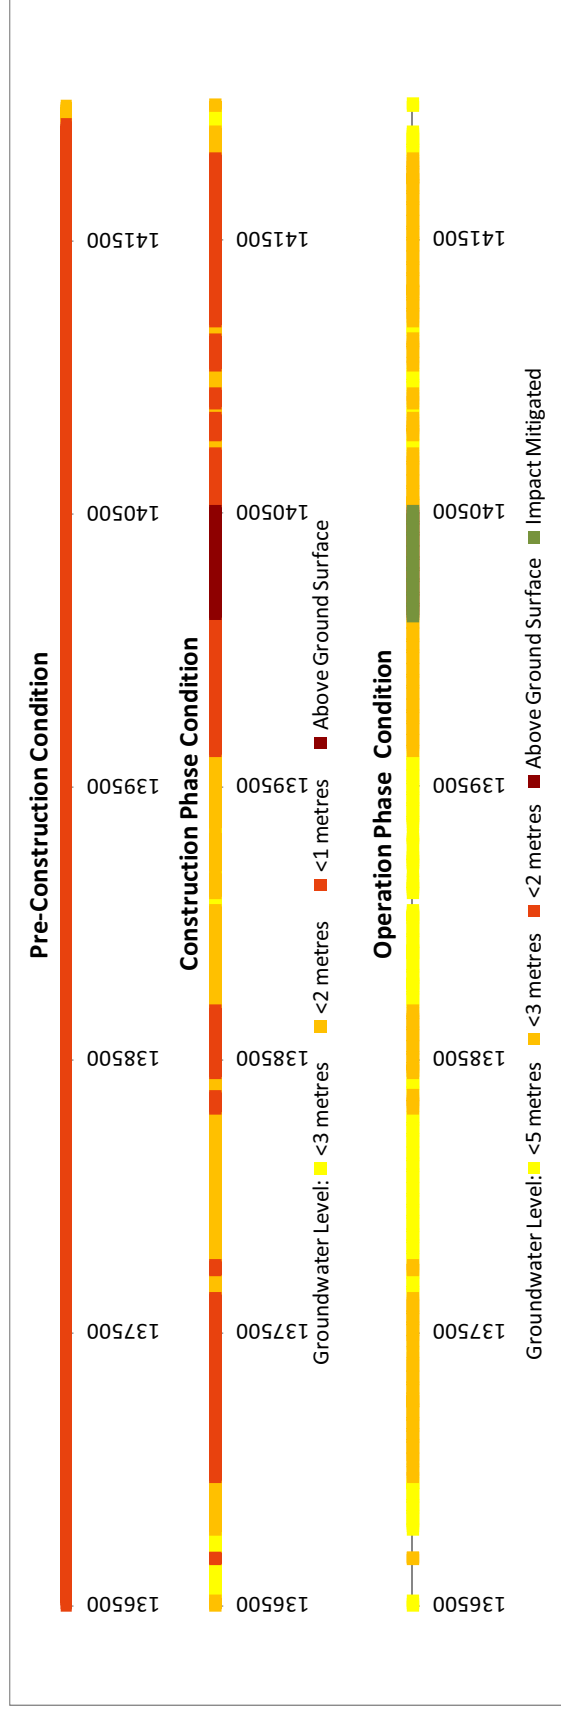 Pre-Construction Condition
136500 137500 138500 139500 140500 141500
Construction Phase Condition
136500 137500 138500 139500 140500 141500
Groundwater Level: <3 metres <2 metres <1 metres Above Ground Surface
Operation Phase Condition
136500 137500 138500 139500 140500 141500
Groundwater Level: <5 metres <3 metres <2 metres Above Ground Surface Impact Mitigated